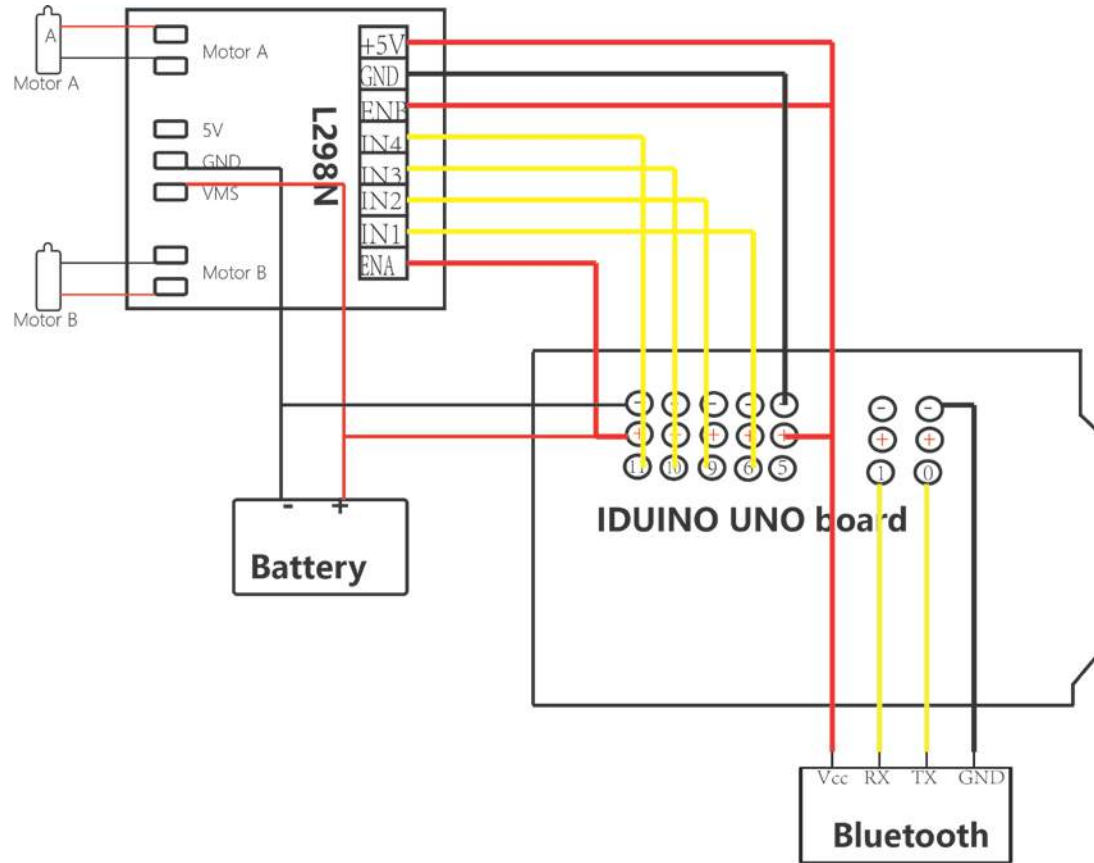 A
Motor A
Motor A
5V
GND
VMS
Motor B
Motor B
L298N
+5V
GND
ENB
IN4
IN3
IN2
IN1
ENA
- +
Battery
- - - - -
+ + + + +
11 10 9 6 5
- -
+ +
1 0
IDUINO UNO board
Vcc RX TX GND
Bluetooth